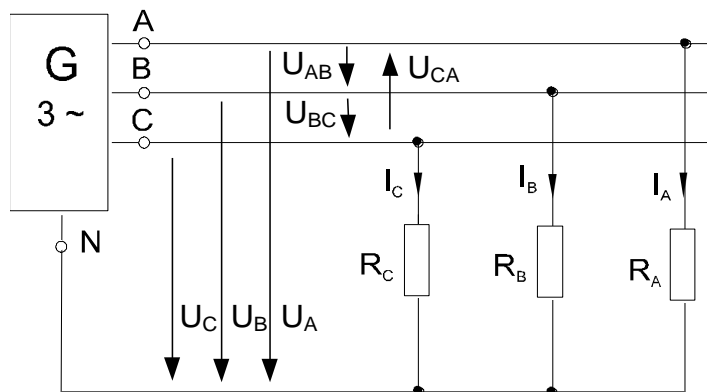 A
G
3 ~
B
C
U_AB
U_CA
U_BC
I_C
I_B
I_A
N
R_C
R_B
R_A
U_C
U_B
U_A